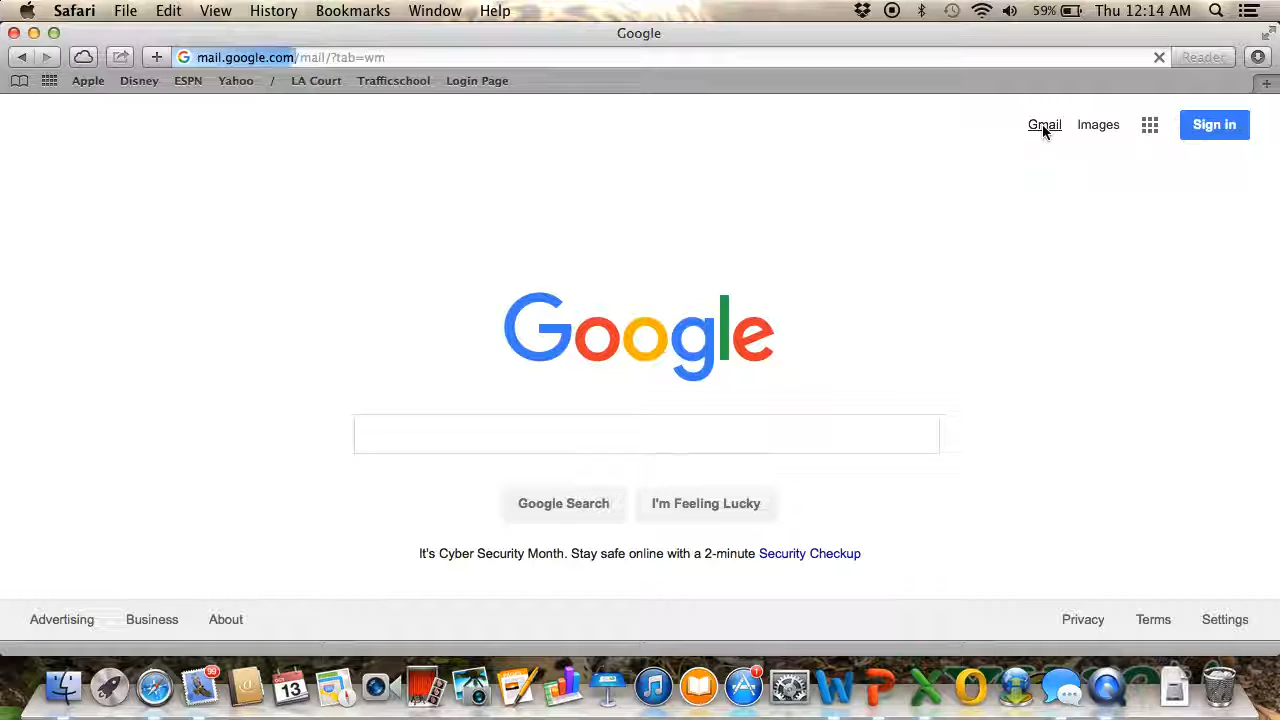 Safari File Edit View History Bookmarks Window Help 59% Thu 12:14 AM
Google
mail.google.com/mail/?tab=wm Reader
Apple Disney ESPN Yahoo / LA Court Trafficschool Login Page
Gmail Images Sign in
Google
Google Search I'm Feeling Lucky
It's Cyber Security Month. Stay safe online with a 2-minute Security Checkup
Advertising Business About Privacy Terms Settings
99
13
1
W P X O